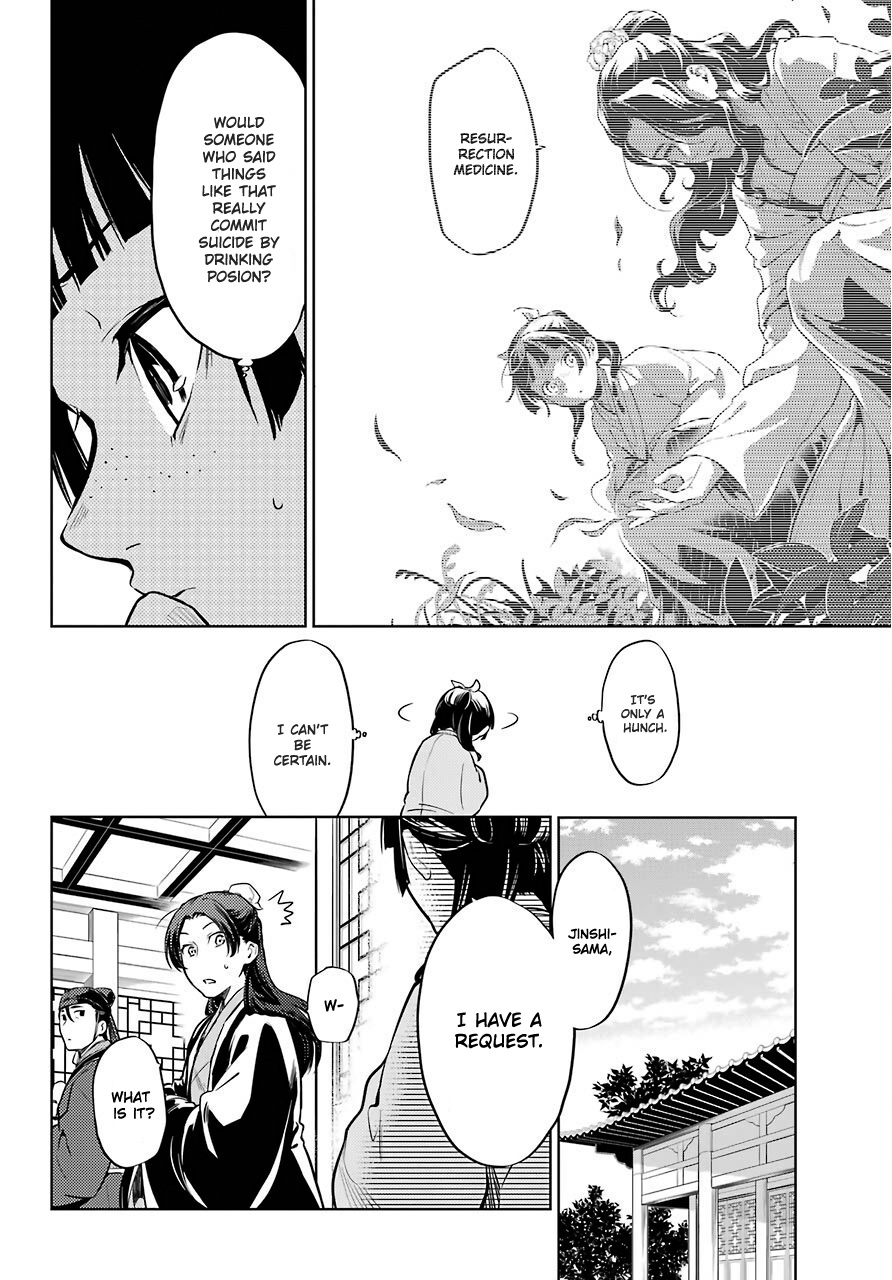 RESUR-
RECTION
MEDICINE.
WOULD
SOMEONE
WHO SAID
THINGS
LIKE THAT
REALLY
COMMIT
SUICIDE BY
DRINKING
POSION?
IT'S
ONLY A
HUNCH.
I CAN'T
BE
CERTAIN.
JINSHI-
SAMA,
I HAVE A
REQUEST.
W-
WHAT
IS IT?